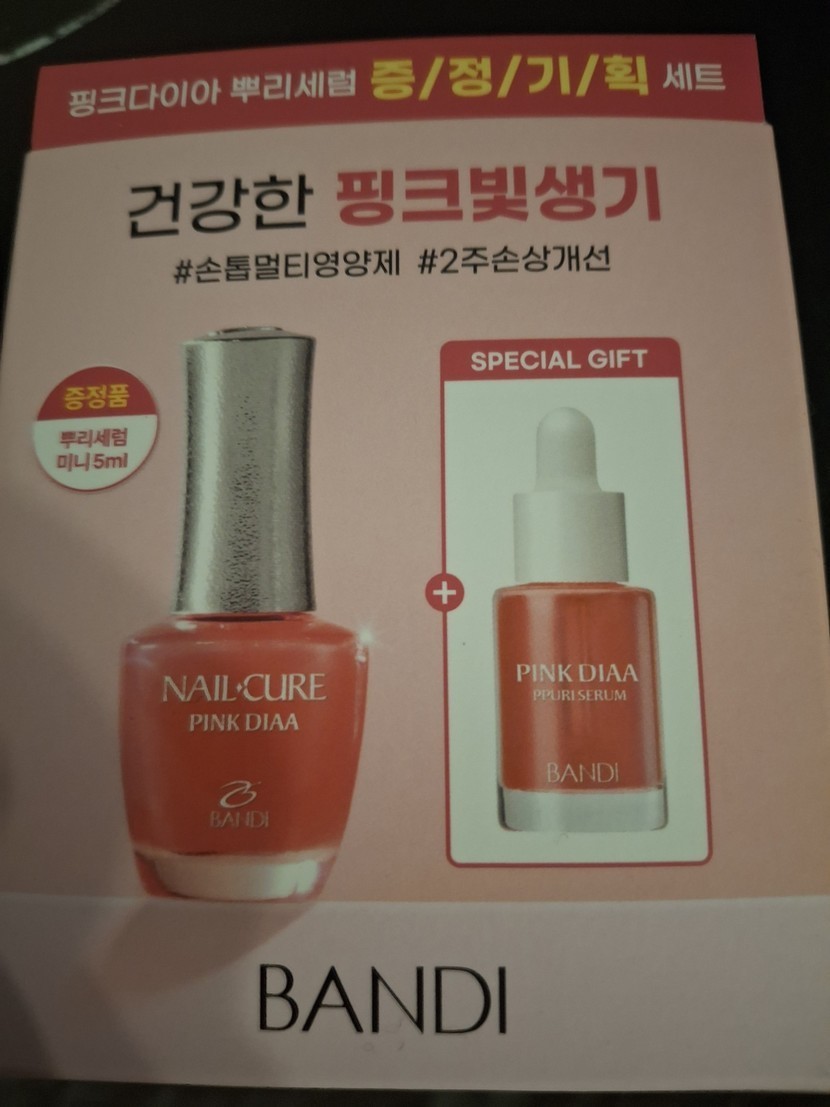 핑크다이아 뿌리세럼 증/정/기/획 세트
건강한 핑크빛생기
#손톱멀티영양제 #2주손상개선
증정품
뿌리세럼
미니 5ml
NAIL·CURE
PINK DIAA
BANDI
+
SPECIAL GIFT
PINK DIAA
PPURI SERUM
BANDI
BANDI